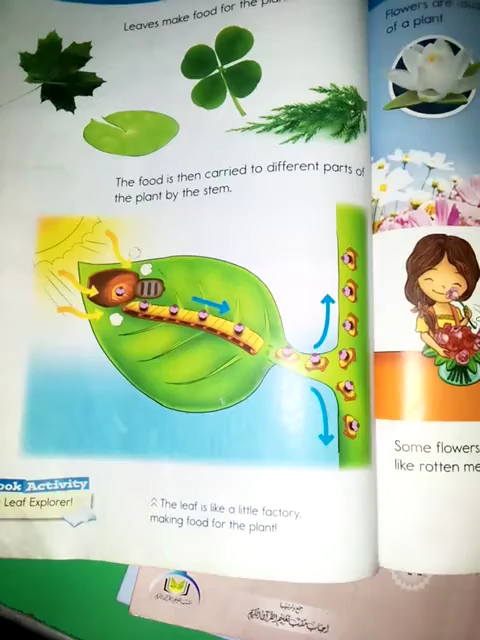 Leaves make food for the
Flowers are
of a plant.
The food is then carried to different parts of
the plant by the stem.
Some flowers
like rotten
Activity
Leaf Explorer!
The leaf is like a little factory,
making food for the plant!